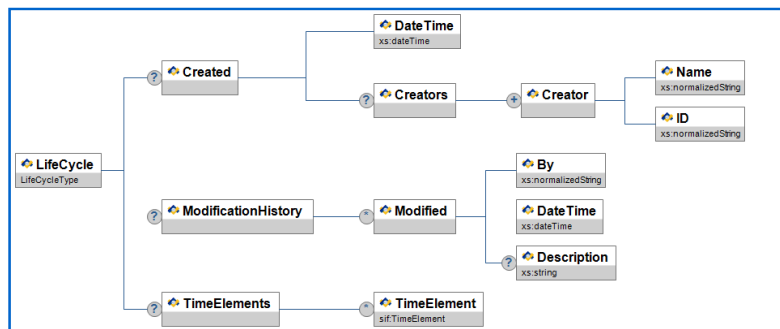 DateTime
xs:dateTime
? Created
? Creators
+ Creator
Name
xs:normalizedString
ID
xs:normalizedString
LifeCycle
LifeCycleType
? ModificationHistory
* Modified
By
xs:normalizedString
DateTime
xs:dateTime
? Description
xs:string
? TimeElements
* TimeElement
sif:TimeElement